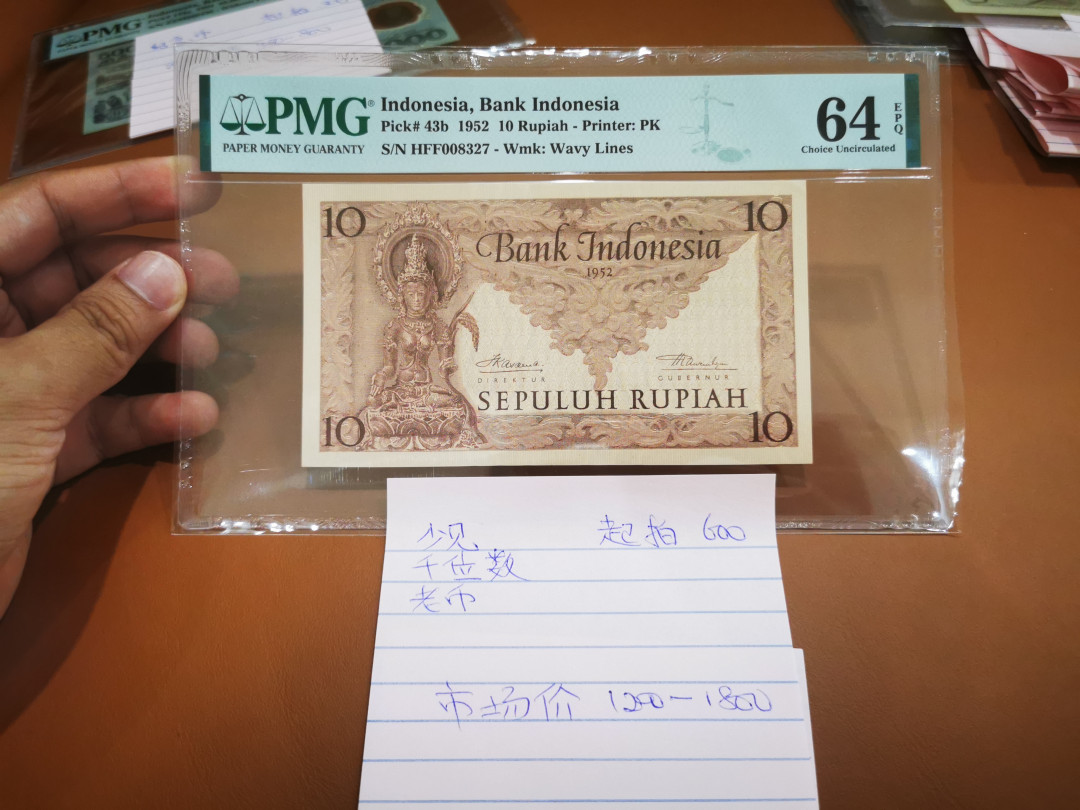 PMG
PMG® Indonesia, Bank Indonesia
Pick# 43b 1952 10 Rupiah - Printer: PK
PAPER MONEY GUARANTY S/N HFF008327 - Wmk: Wavy Lines
64 EPQ
Choice Uncirculated
10 10
Bank Indonesia
1952
DIREKTUR GUBERNUR
SEPULUH RUPIAH
10 10
少见 起拍 600
千位数
老币
市场价 1200-1800